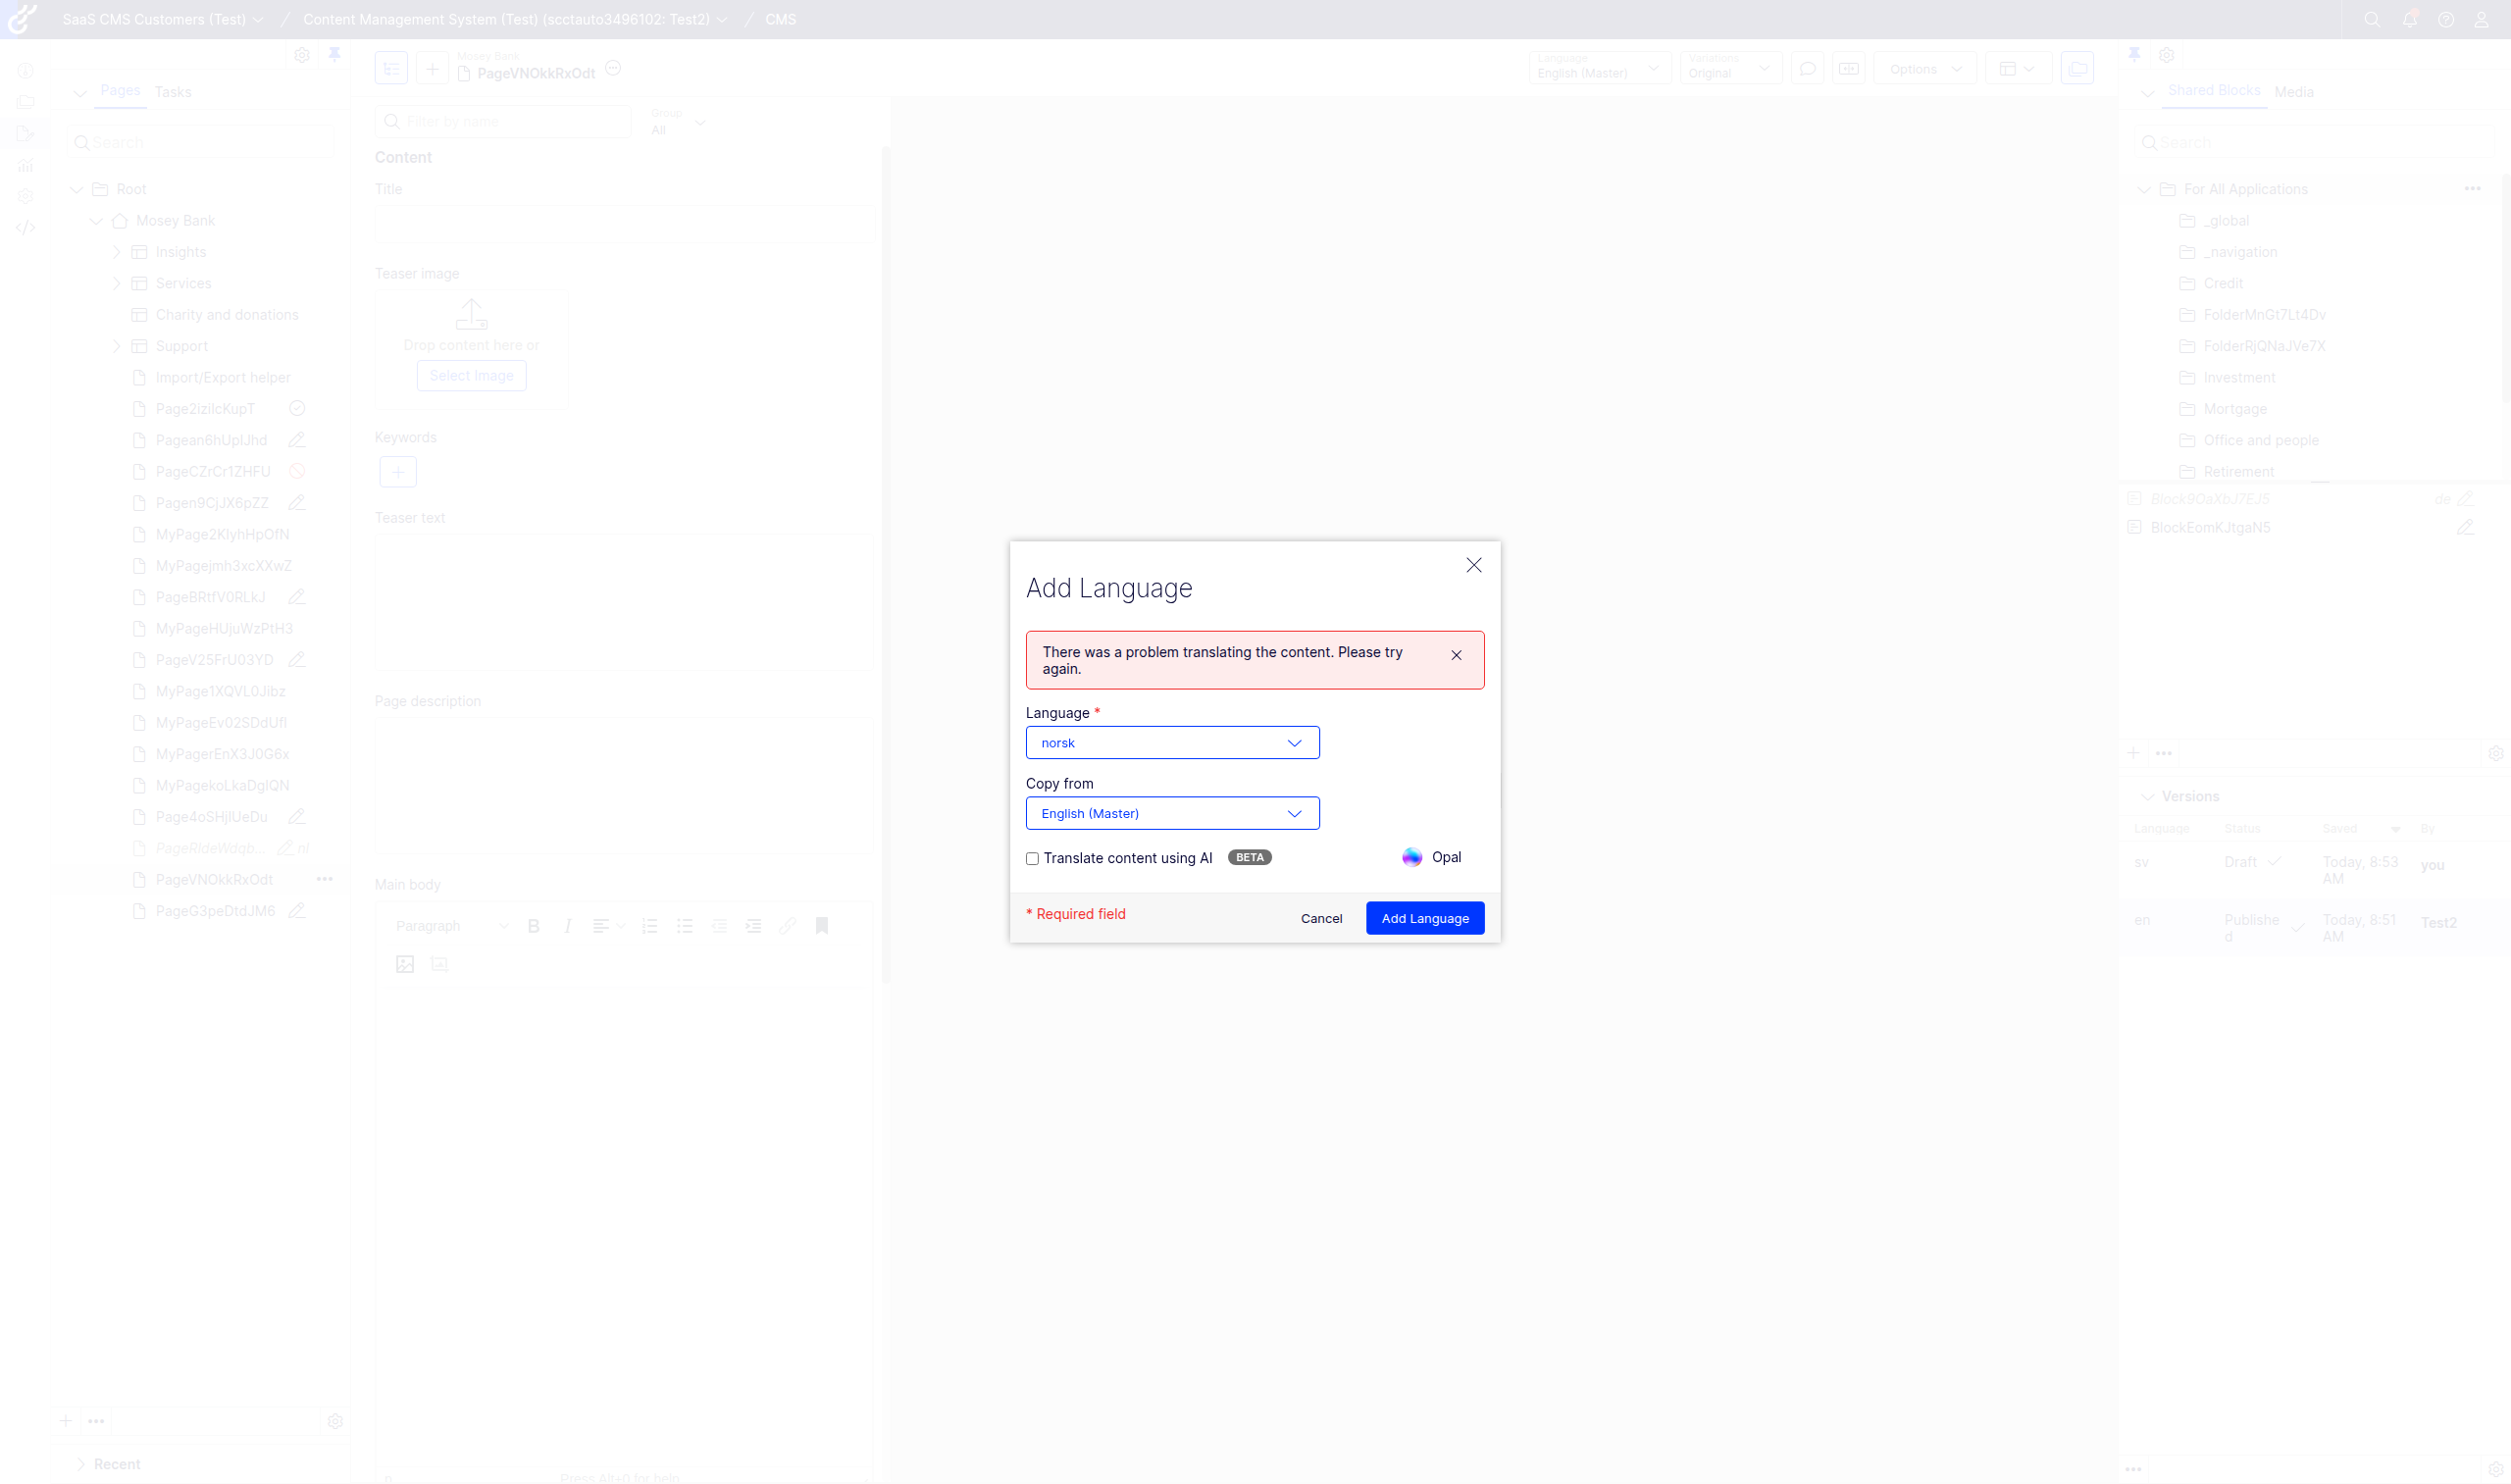 SaaS CMS Customers (Test) / Content Management System (Test) (scctauto3496102: Test2) / CMS
Pages Tasks
Search
Root
Mosey Bank
Insights
Services
Charity and donations
Support
Import/Export helper
Page2izilcKupT
Pagean6hUplJhd
PageCZrCr1ZHFU
Pagen9CjJX6pZZ
MyPage2KlyhHpOfN
MyPagejmh3xcXXwZ
PageBRtfV0RLkJ
MyPageHUjuWzPtH3
PageV25FrU03YD
MyPage1XQVL0Jibz
MyPageEv02SDdUfI
MyPagerEnX3J0G6x
MyPagekoLkaDglQN
Page4oSHjlUeDu
PageRIdeWdqb... nl
PageVNOkkRxOdt
PageG3peDtdJM6
Recent
Mosey Bank
PageVNOkkRxOdt
Language
English (Master)
Variations
Original
Options
Filter by name
Group
All
Content
Title
Teaser image
Drop content here or
Select Image
Keywords
Teaser text
Page description
Main body
Paragraph
B I
p
Press Alt+0 for help
Add Language
There was a problem translating the content. Please try
again.
Language *
norsk
Copy from
English (Master)
Translate content using AI BETA Opal
* Required field
Cancel
Add Language
Shared Blocks Media
Search
For All Applications
_global
_navigation
Credit
FolderMnGt7Lt4Dv
FolderRjQNaJVe7X
Investment
Mortgage
Office and people
Retirement
Block9OaXbJ7EJ5 de
BlockEomKJtgaN5
Versions
Language Status Saved By
sv Draft Today, 8:53
AM you
en Publishe
d Today, 8:51
AM Test2